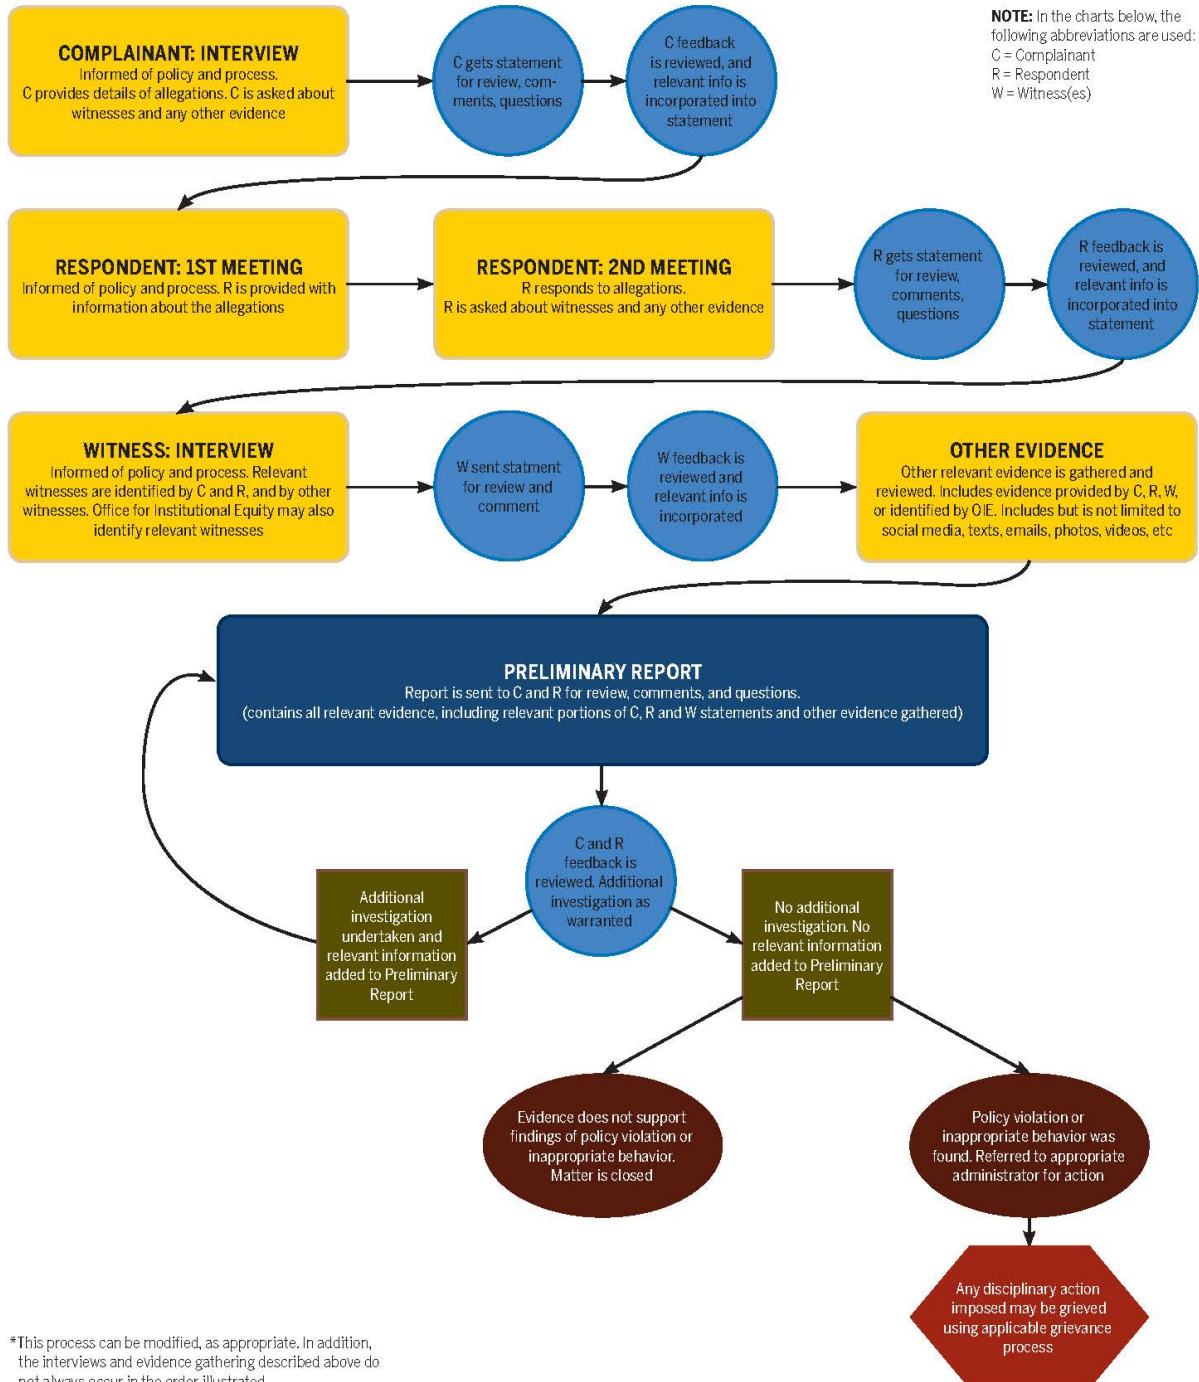 NOTE: In the charts below, the
following abbreviations are used:
C = Complainant
R = Respondent
W = Witness(es)
COMPLAINANT: INTERVIEW
Informed of policy and process.
C provides details of allegations. C is asked about
witnesses and any other evidence
C gets statement
for review, com-
ments, questions
C feedback
is reviewed, and
relevant info is
incorporated into
statement
RESPONDENT: 1ST MEETING
Informed of policy and process. R is provided with
information about the allegations
RESPONDENT: 2ND MEETING
R responds to allegations.
R is asked about witnesses and any other evidence
R gets statement
for review,
comments,
questions
R feedback is
reviewed, and
relevant info is
incorporated into
statement
WITNESS: INTERVIEW
Informed of policy and process. Relevant
witnesses are identified by C and R, and by other
witnesses. Office for Institutional Equity may also
identify relevant witnesses
W sent statment
for review and
comment
W feedback is
reviewed and
relevant info is
incorporated
OTHER EVIDENCE
Other relevant evidence is gathered and
reviewed. Includes evidence provided by C, R, W,
or identified by OIE. Includes but is not limited to
social media, texts, emails, photos, videos, etc
PRELIMINARY REPORT
Report is sent to C and R for review, comments, and questions.
(contains all relevant evidence, including relevant portions of C, R and W statements and other evidence gathered)
C and R
feedback is
reviewed. Additional
investigation as
warranted
Additional
investigation
undertaken and
relevant information
added to Preliminary
Report
No additional
investigation. No
relevant information
added to Preliminary
Report
Evidence does not support
findings of policy violation or
inappropriate behavior.
Matter is closed
Policy violation or
inappropriate behavior was
found. Referred to appropriate
administrator for action
Any disciplinary action
imposed may be grieved
using applicable grievance
process
*This process can be modified, as appropriate. In addition,
the interviews and evidence gathering described above do
not always occur in the order illustrated